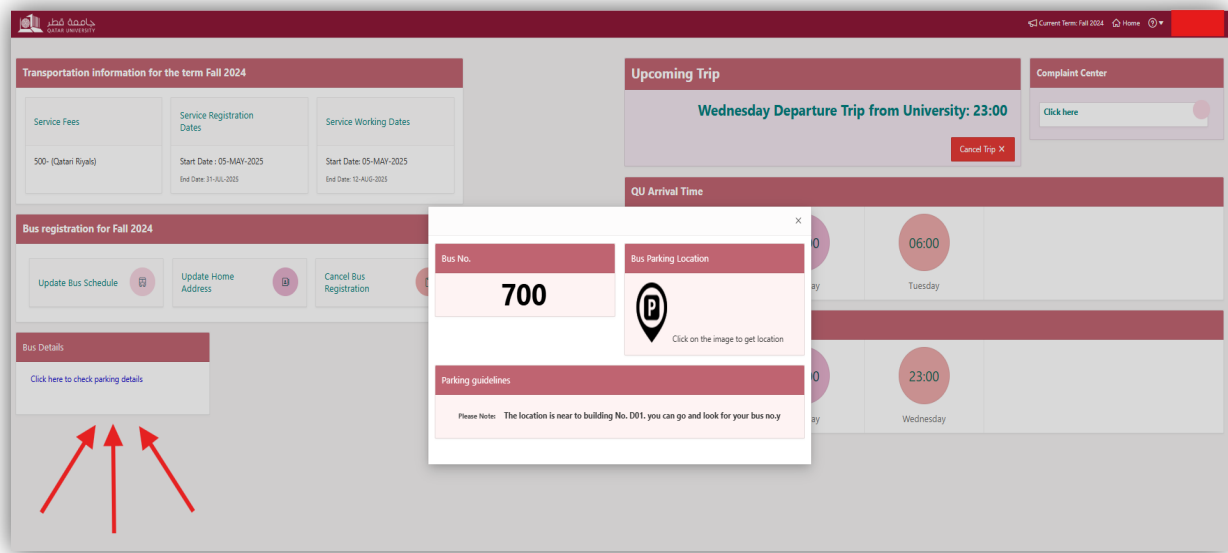 جامعة قطر
QATAR UNIVERSITY
Current Term: Fall 2024 Home
Transportation information for the term Fall 2024
Service Fees
500- (Qatari Riyals)
Service Registration
Dates
Start Date : 05-MAY-2025
End Date: 31-JUL-2025
Service Working Dates
Start Date: 05-MAY-2025
End Date: 12-AUG-2025
Upcoming Trip
Wednesday Departure Trip from University: 23:00
Cancel Trip X
Complaint Center
Click here
QU Arrival Time
06:00
Tuesday
Bus registration for Fall 2024
Update Bus Schedule
Update Home
Address
Cancel Bus
Registration
Bus No.
700
Bus Parking Location
P
Click on the image to get location
Parking guidelines
Please Note: The location is near to building No. D01. you can go and look for your bus no.y
23:00
Wednesday
Bus Details
Click here to check parking details